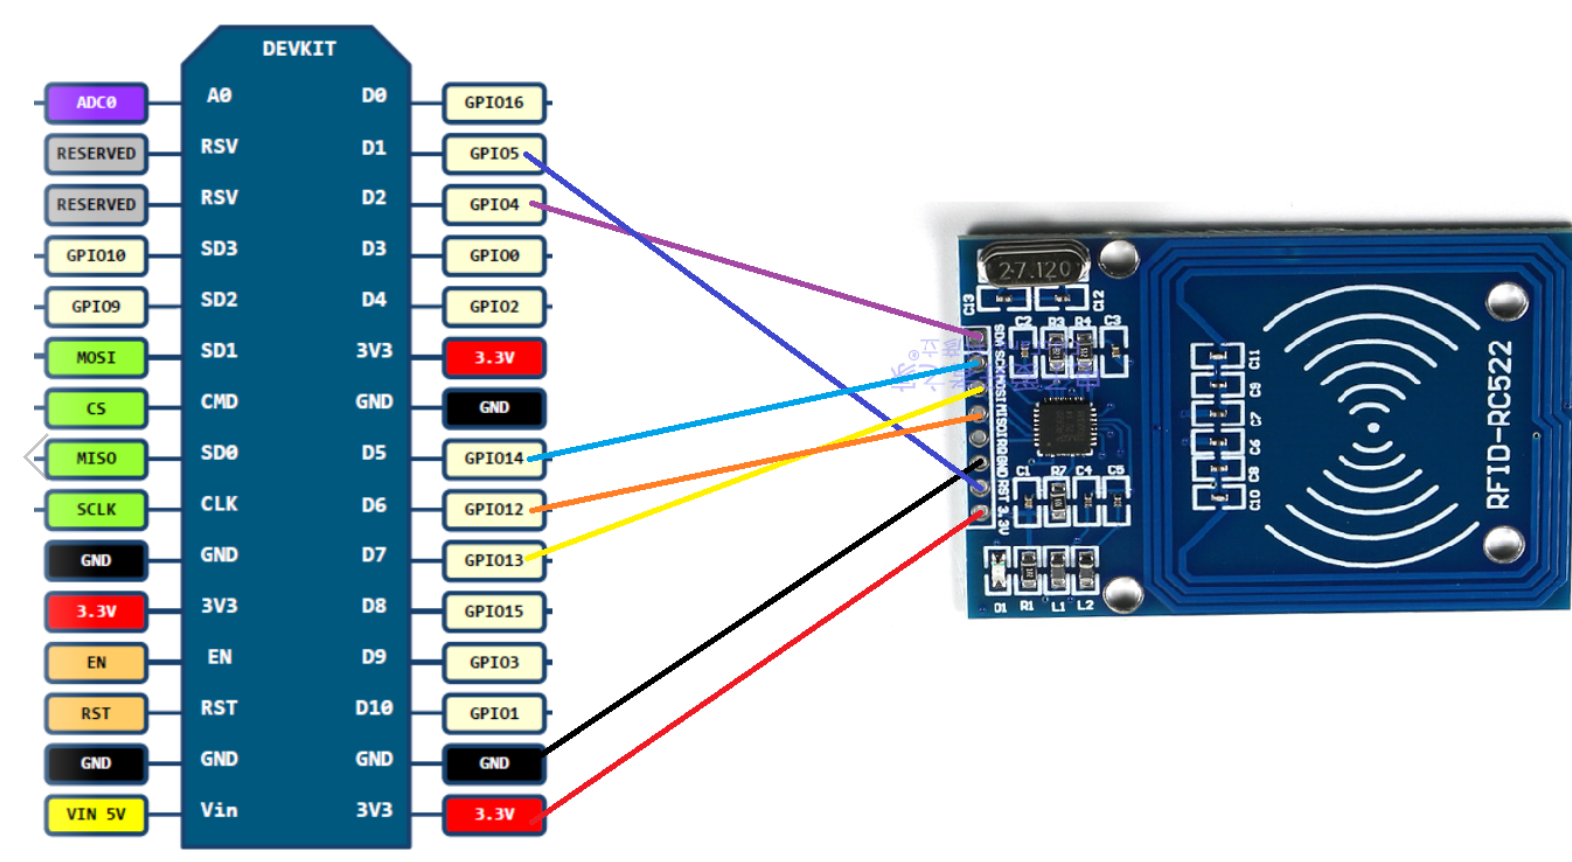 DEVKIT
ADC0 A0 D0 GPIO16
RESERVED RSV D1 GPIO5
RESERVED RSV D2 GPIO4
GPIO10 SD3 D3 GPIO0
GPIO9 SD2 D4 GPIO2
MOSI SD1 3V3 3.3V
CS CMD GND GND
MISO SD0 D5 GPIO14
SCLK CLK D6 GPIO12
GND GND D7 GPIO13
3.3V 3V3 D8 GPIO15
EN EN D9 GPIO3
RST RST D10 GPIO1
GND GND GND GND
VIN 5V Vin 3V3 3.3V
27.120
C13
C12
C2 R3 R4 C3
SDA
SCK
MOSI
MISO
IRQ
GND
RST
3.3V
C1 R7 C4 C5
D1 R1 L1 L2
C11
C9
C7
C6
C8
C10
RFID-RC522